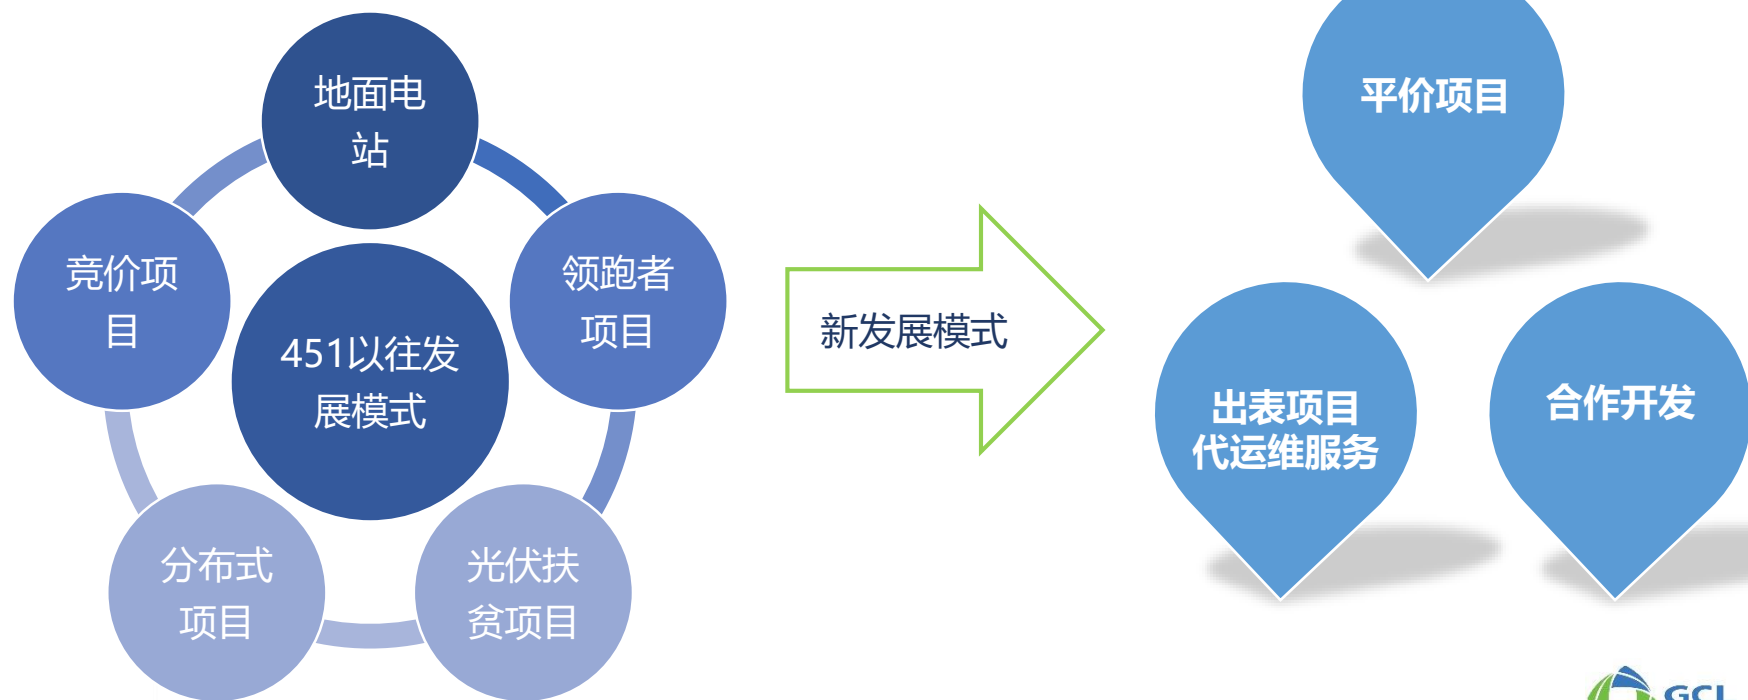 地面电
站
竞价项
目
领跑者
项目
451以往发
展模式
分布式
项目
光伏扶
贫项目
新发展模式
平价项目
出表项目
代运维服务
合作开发
GCL